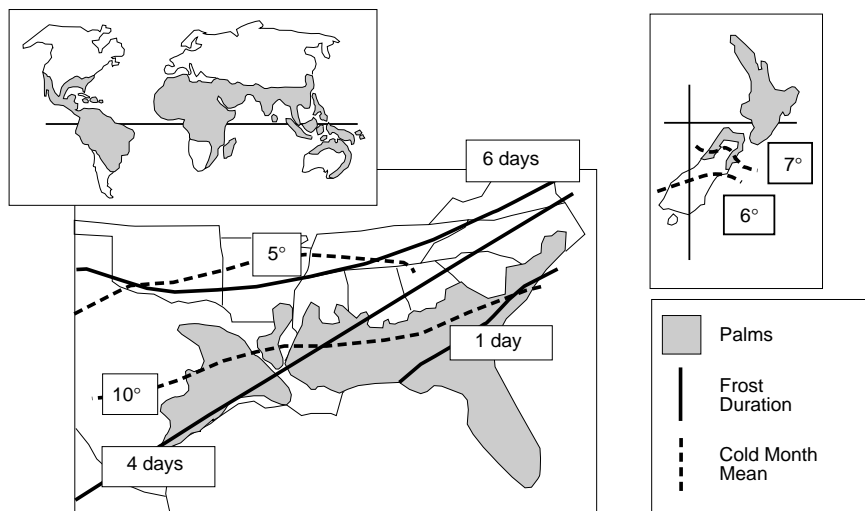 6 days
7°
6°
5°
1 day
10°
4 days
Palms
Frost
Duration
Cold Month
Mean